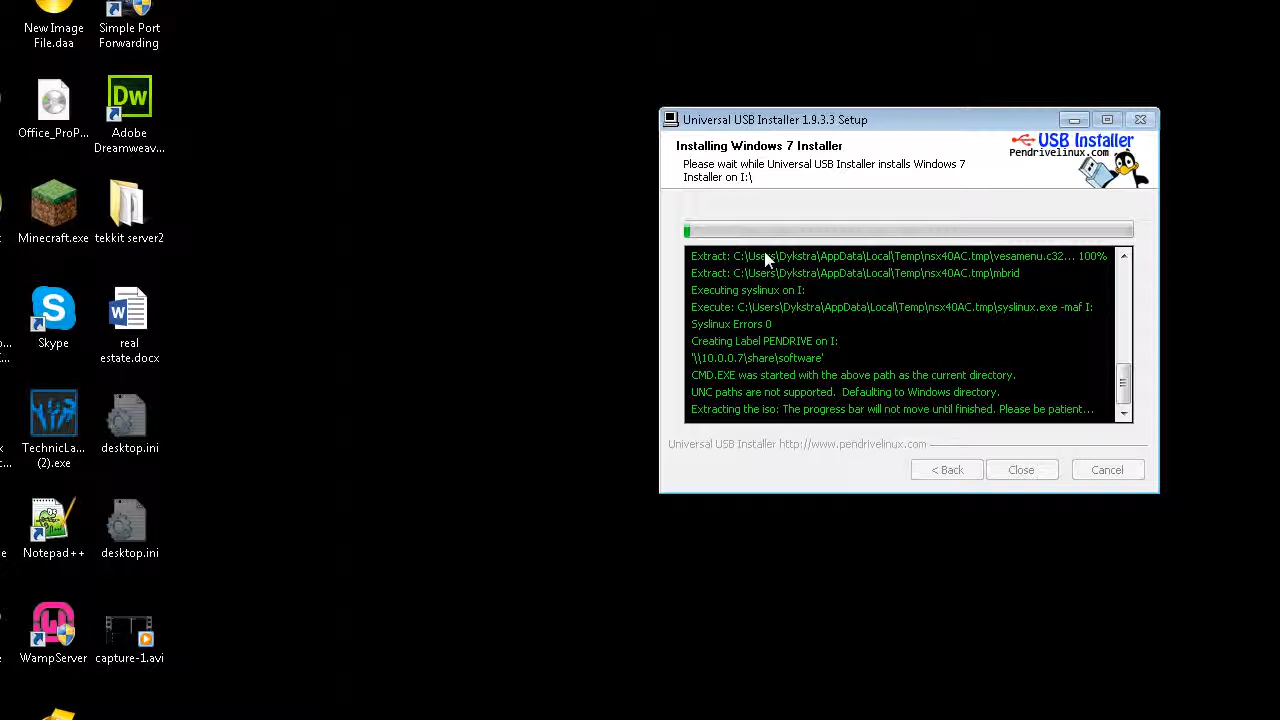 New Image
File.daa
Simple Port
Forwarding
Office_ProP...
Dw
Adobe
Dreamweav...
Minecraft.exe
tekkit server2
Skype
real
estate.docx
TechnicLa...
(2).exe
desktop.ini
Notepad++
desktop.ini
WampServer
capture-1.avi
Universal USB Installer 1.9.3.3 Setup
Installing Windows 7 Installer
Please wait while Universal USB Installer installs Windows 7
Installer on I:\
USB Installer
Pendrivelinux.com
Extract: C:\Users\Dykstra\AppData\Local\Temp\nsx40AC.tmp\vesamenu.c32... 100%
Extract: C:\Users\Dykstra\AppData\Local\Temp\nsx40AC.tmp\mbrid
Executing syslinux on I:
Execute: C:\Users\Dykstra\AppData\Local\Temp\nsx40AC.tmp\syslinux.exe -maf I:
Syslinux Errors 0
Creating Label PENDRIVE on I:
'\\10.0.0.7\share\software'
CMD.EXE was started with the above path as the current directory.
UNC paths are not supported.  Defaulting to Windows directory.
Extracting the iso: The progress bar will not move until finished. Please be patient...
Universal USB Installer http://www.pendrivelinux.com
< Back
Close
Cancel